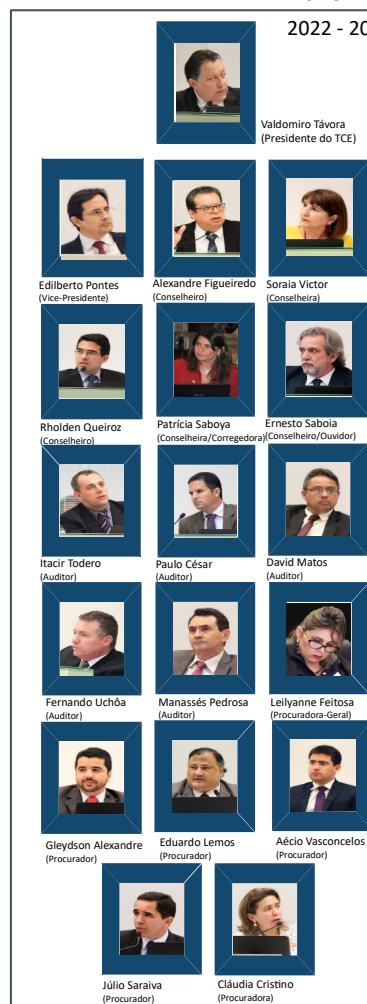 2022 - 20
Valdomiro Távora
(Presidente do TCE)
Edilberto Pontes
(Vice-Presidente)
Alexandre Figueiredo
(Conselheiro)
Soraia Victor
(Conselheira)
Rholden Queiroz
(Conselheiro)
Patrícia Saboya
(Conselheira/Corregedora)
Ernesto Saboia
(Conselheiro/Ouvidor)
Itacir Todero
(Auditor)
Paulo César
(Auditor)
David Matos
(Auditor)
Fernando Uchôa
(Auditor)
Manassés Pedrosa
(Auditor)
Leilyanne Feitosa
(Procuradora-Geral)
Gleydson Alexandre
(Procurador)
Eduardo Lemos
(Procurador)
Aécio Vasconcelos
(Procurador)
Júlio Saraiva
(Procurador)
Cláudia Cristino
(Procuradora)